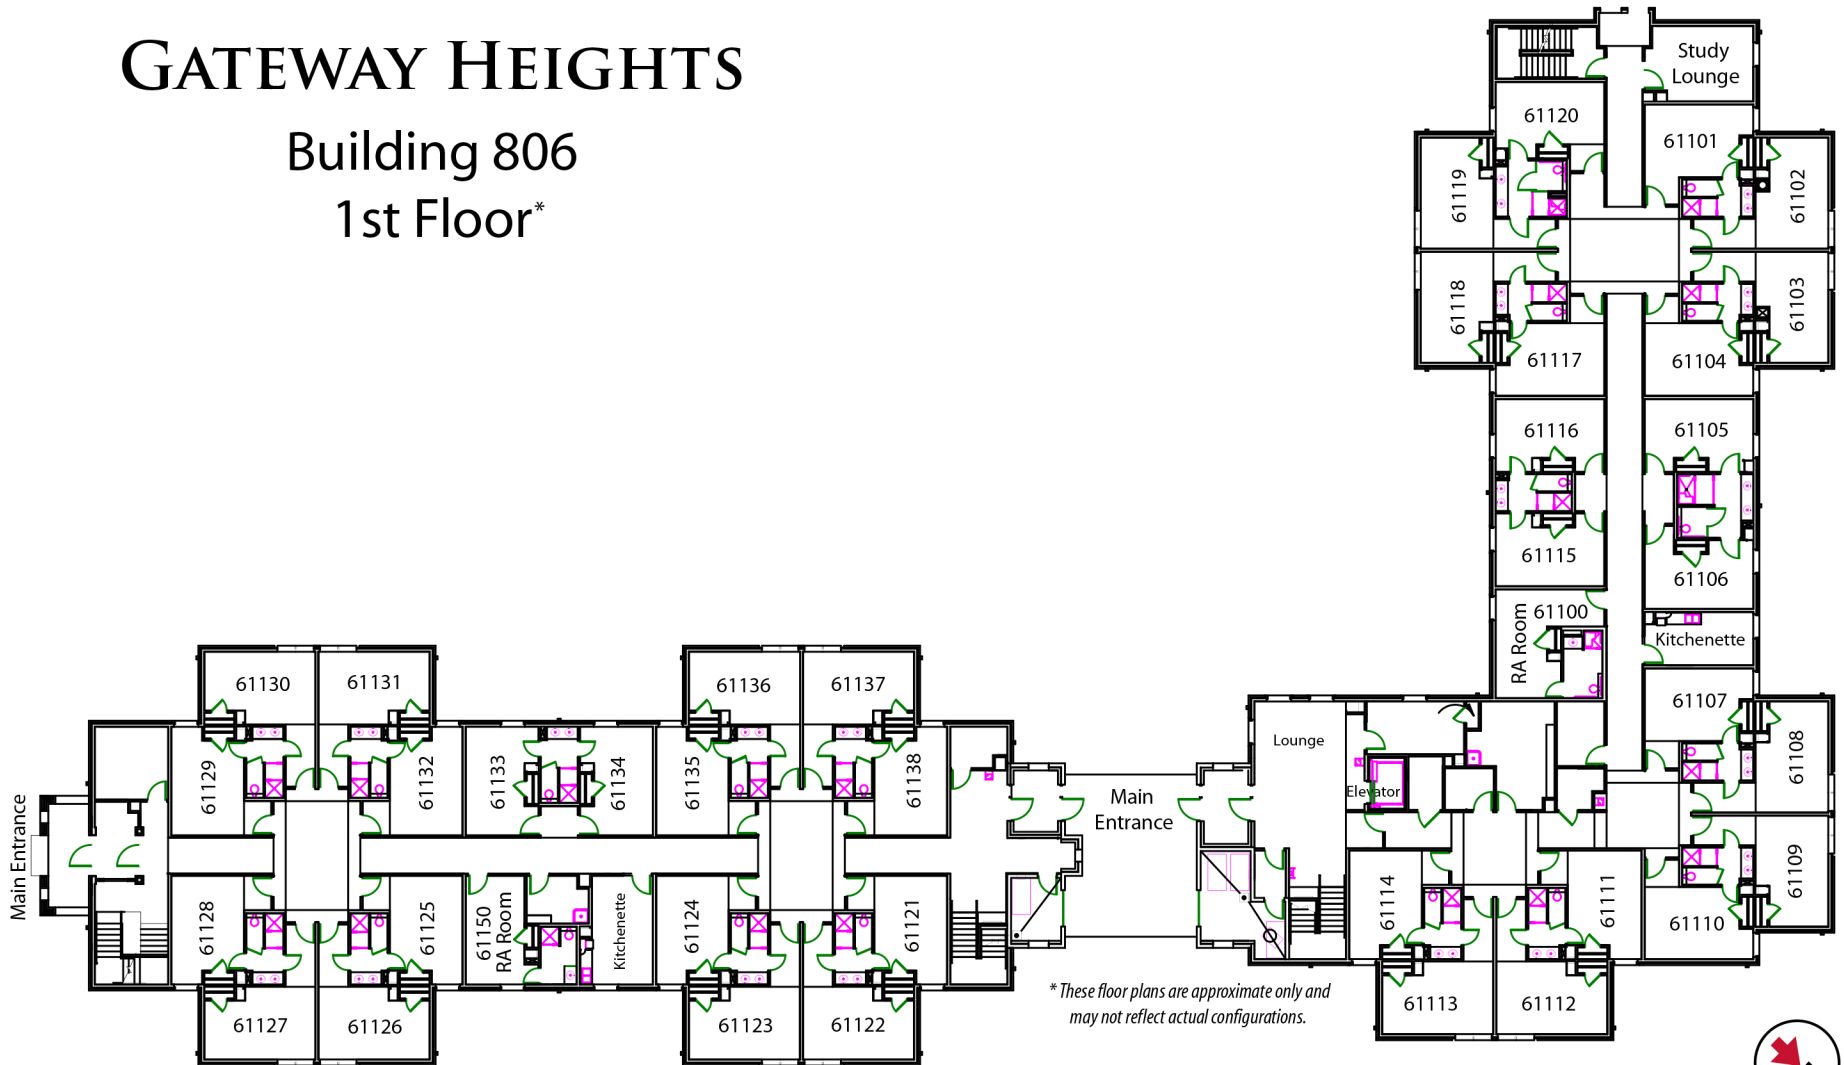 GATEWAY HEIGHTS
Building 806
1st Floor*
Study
Lounge
61120
61101
61119
61102
61118
61103
61117
61104
61116
61105
61115
61106
61100
RA Room
Kitchenette
61107
61108
Lounge
Elevator
61109
61114
61111
61110
61113
61112
Main
Entrance
61130
61131
61136
61137
61129
61132
61133
61134
61135
61138
Main Entrance
61128
61125
61150
RA Room
Kitchenette
61124
61121
61127
61126
61123
61122
* These floor plans are approximate only and
may not reflect actual configurations.